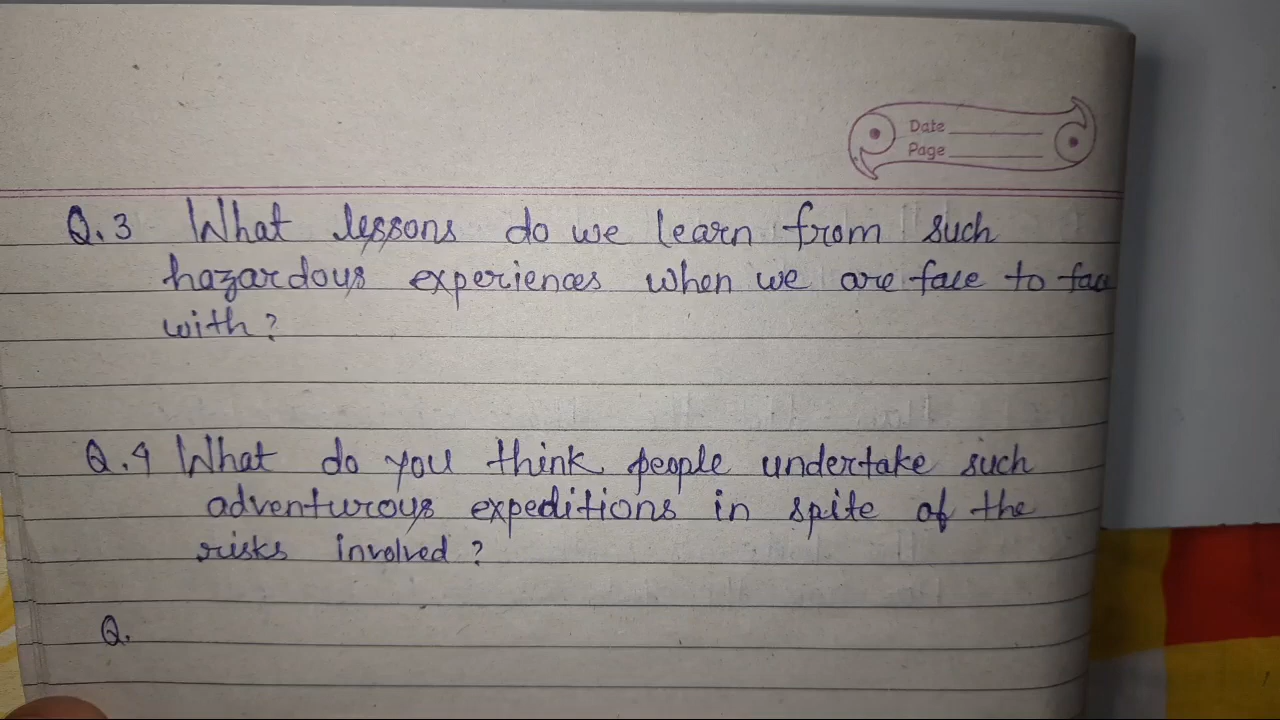 Date
Page
Q.3 What lessons do we learn from such
hazardous experiences when we are face to face
with?
Q.4 What do you think people undertake such
adventurous expeditions in spite of the
risks involved?
Q.